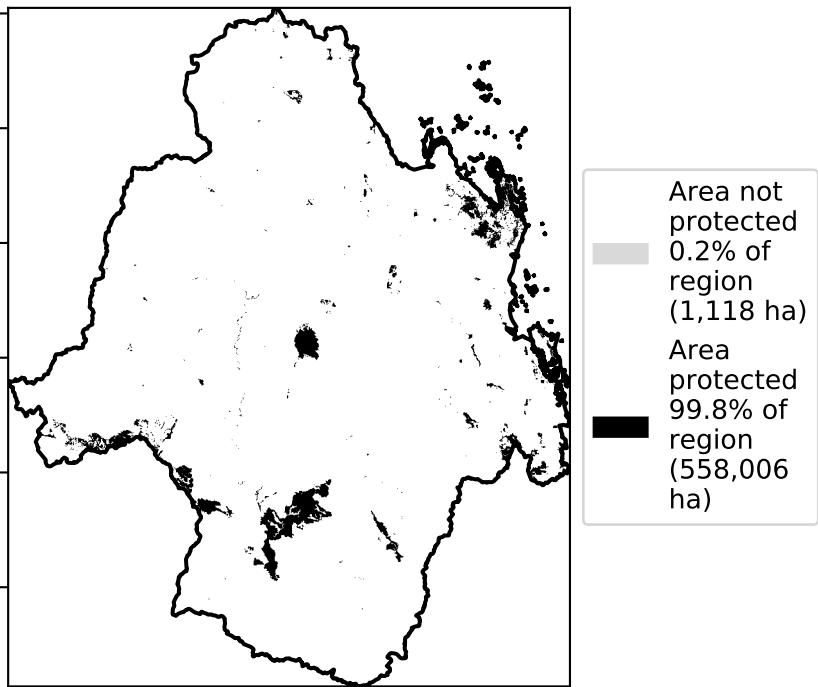 Area not
protected
0.2% of
region
(1,118 ha)
Area
protected
99.8% of
region
(558,006
ha)